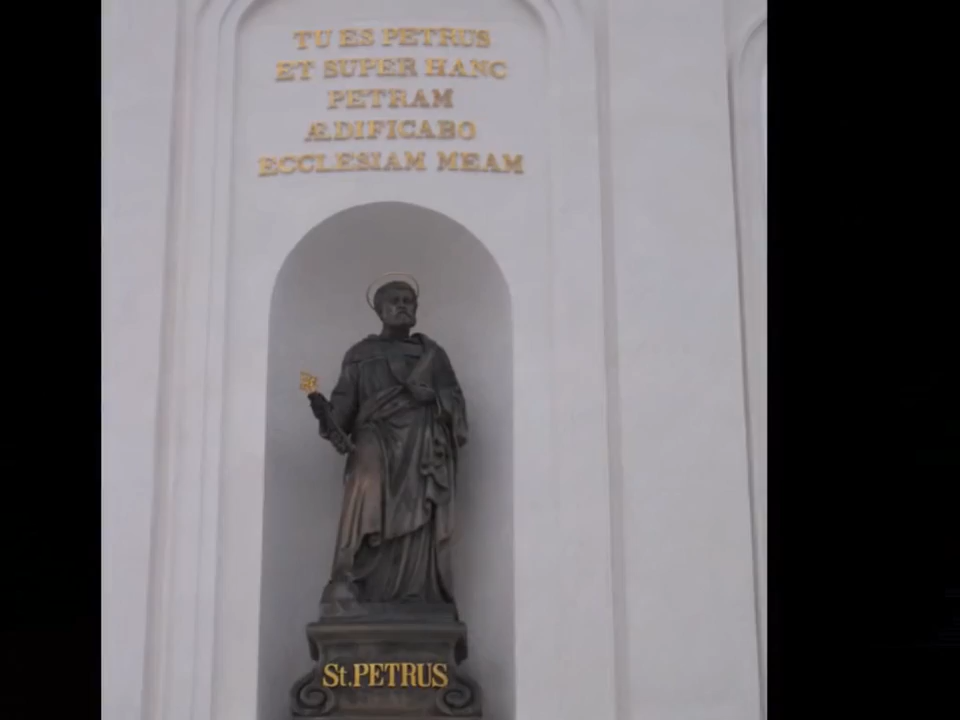 TU ES PETRUS
ET SUPER HANC
PETRAM
ÆDIFICABO
ECCLESIAM MEAM
St.PETRUS